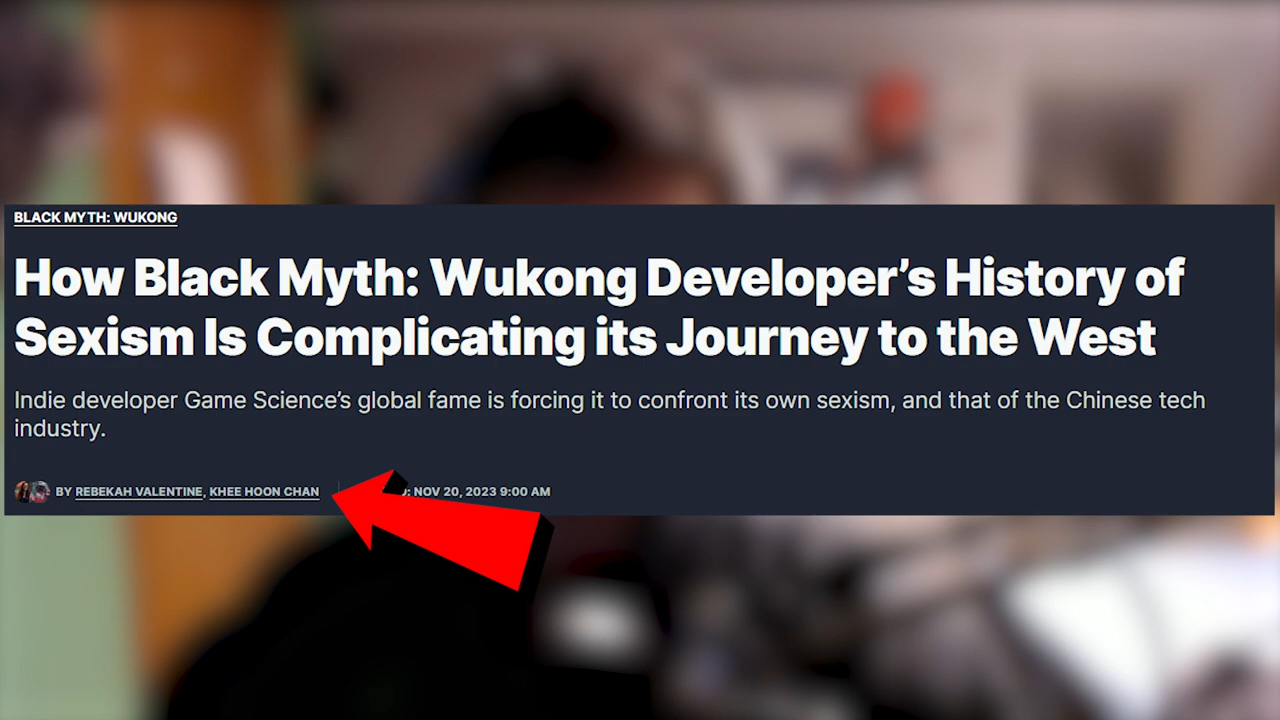 BLACK MYTH: WUKONG
How Black Myth: Wukong Developer’s History of
Sexism Is Complicating its Journey to the West
Indie developer Game Science’s global fame is forcing it to confront its own sexism, and that of the Chinese tech
industry.
BY REBEKAH VALENTINE, KHEE HOON CHAN
: NOV 20, 2023 9:00 AM